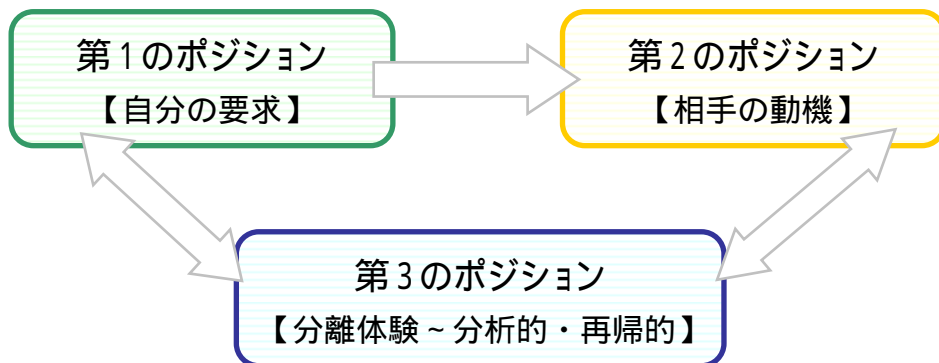 第1のポジション
【自分の要求】
第2のポジション
【相手の動機】
第3のポジション
【分離体験~分析的・再帰的】